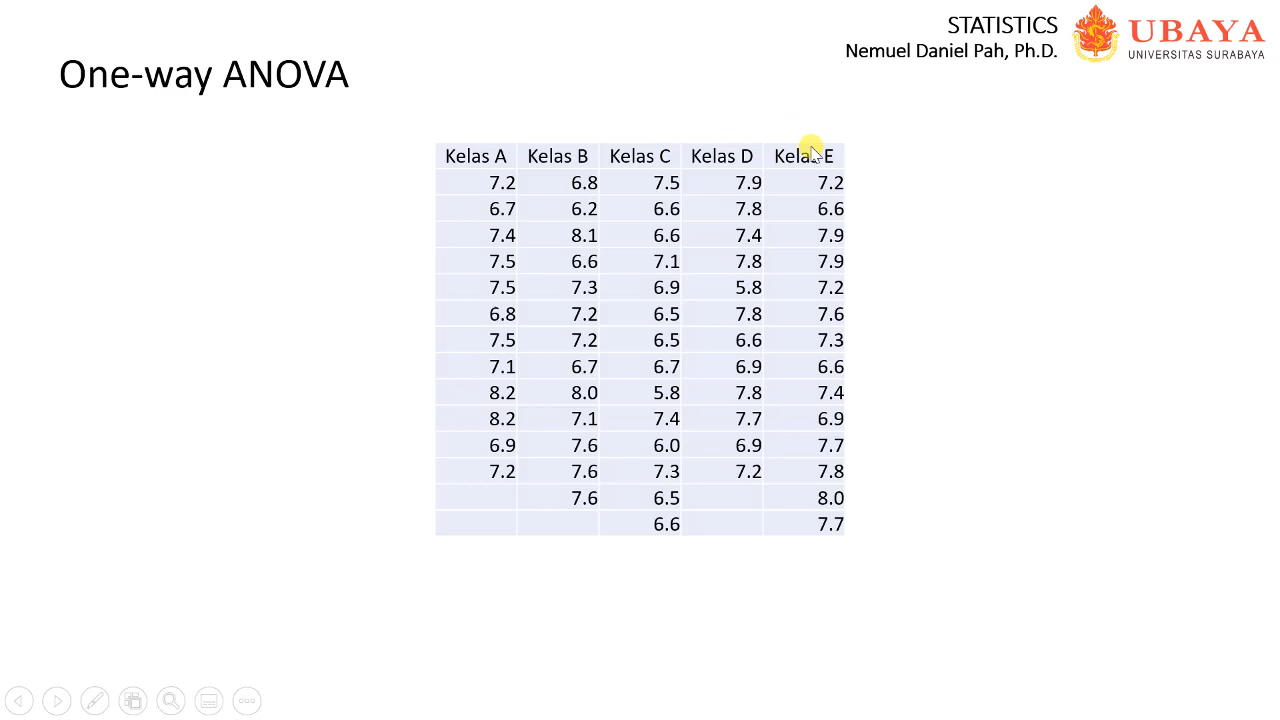 STATISTICS
Nemuel Daniel Pah, Ph.D.
UBAYA
UNIVERSITAS SURABAYA
One-way ANOVA
Kelas A Kelas B Kelas C Kelas D Kelas E
7.2 6.8 7.5 7.9 7.2
6.7 6.2 6.6 7.8 6.6
7.4 8.1 6.6 7.4 7.9
7.5 6.6 7.1 7.8 7.9
7.5 7.3 6.9 5.8 7.2
6.8 7.2 6.5 7.8 7.6
7.5 7.2 6.5 6.6 7.3
7.1 6.7 6.7 6.9 6.6
8.2 8.0 5.8 7.8 7.4
8.2 7.1 7.4 7.7 6.9
6.9 7.6 6.0 6.9 7.7
7.2 7.6 7.3 7.2 7.8
7.6 6.5 8.0
6.6 7.7